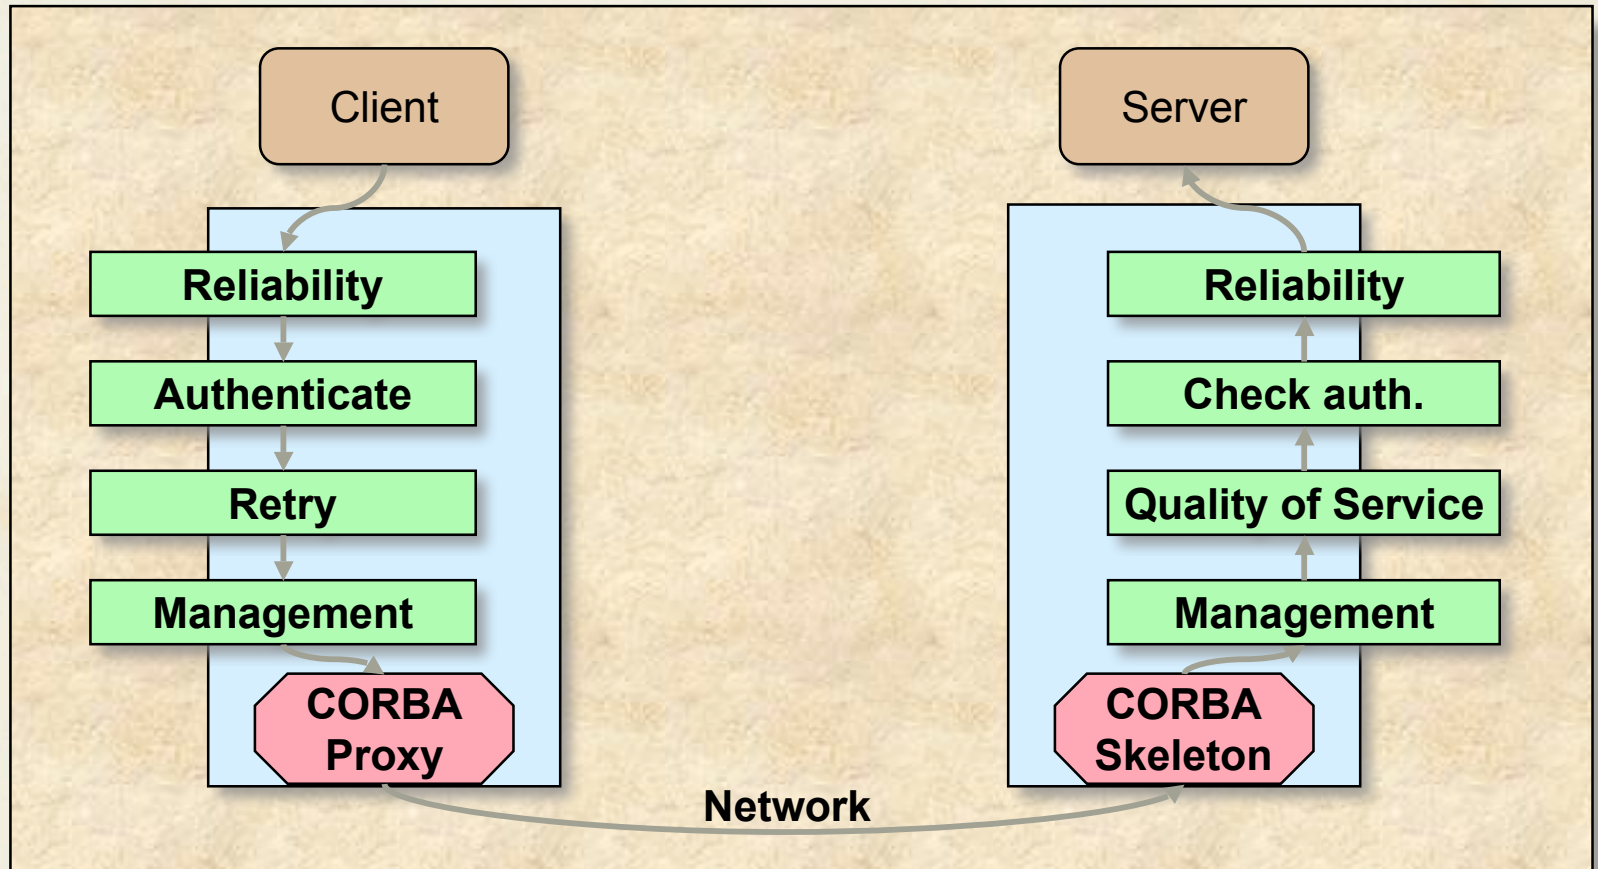 Client
Reliability
Authenticate
Retry
Management
CORBA
Proxy
Network
Server
Reliability
Check auth.
Quality of Service
Management
CORBA
Skeleton